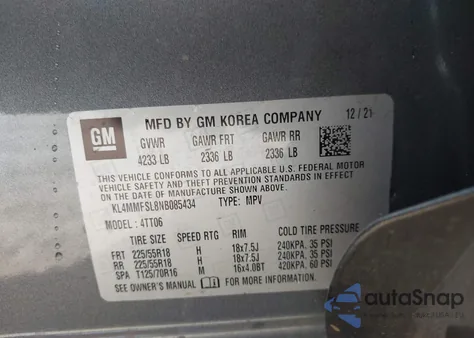 GM
MFD BY GM KOREA COMPANY
12 / 21
GVWR GAWR FRT GAWR RR
4233 LB 2336 LB 2336 LB
THIS VEHICLE CONFORMS TO ALL APPLICABLE U.S. FEDERAL MOTOR
VEHICLE SAFETY AND THEFT PREVENTION STANDARDS IN EFFECT
ON THE DATE OF MANUFACTURE SHOWN ABOVE.
KL4MMFSL8NB085434 TYPE: MPV
MODEL: 4TT06
TIRE SIZE SPEED RTG RIM COLD TIRE PRESSURE
FRT 225/55R18 H 18x7.5J 240KPA, 35 PSI
RR 225/55R18 H 18x7.5J 240KPA, 35 PSI
SPA T125/70R16 M 16x4.0BT 420KPA, 60 PSI
SEE OWNER'S MANUAL FOR MORE INFORMATION.
autoSnap